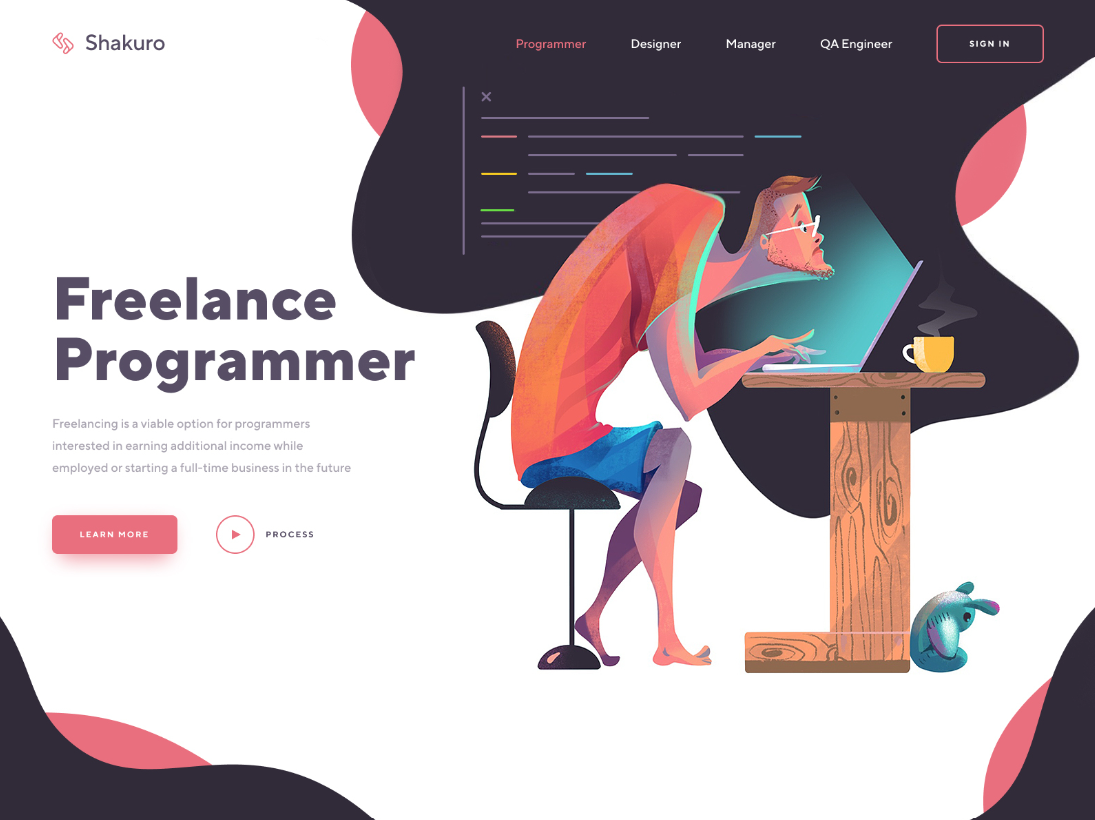 Shakuro
Programmer
Designer
Manager
QA Engineer
SIGN IN
Freelance
Programmer
Freelancing is a viable option for programmers
interested in earning additional income while
employed or starting a full-time business in the future
LEARN MORE
PROCESS